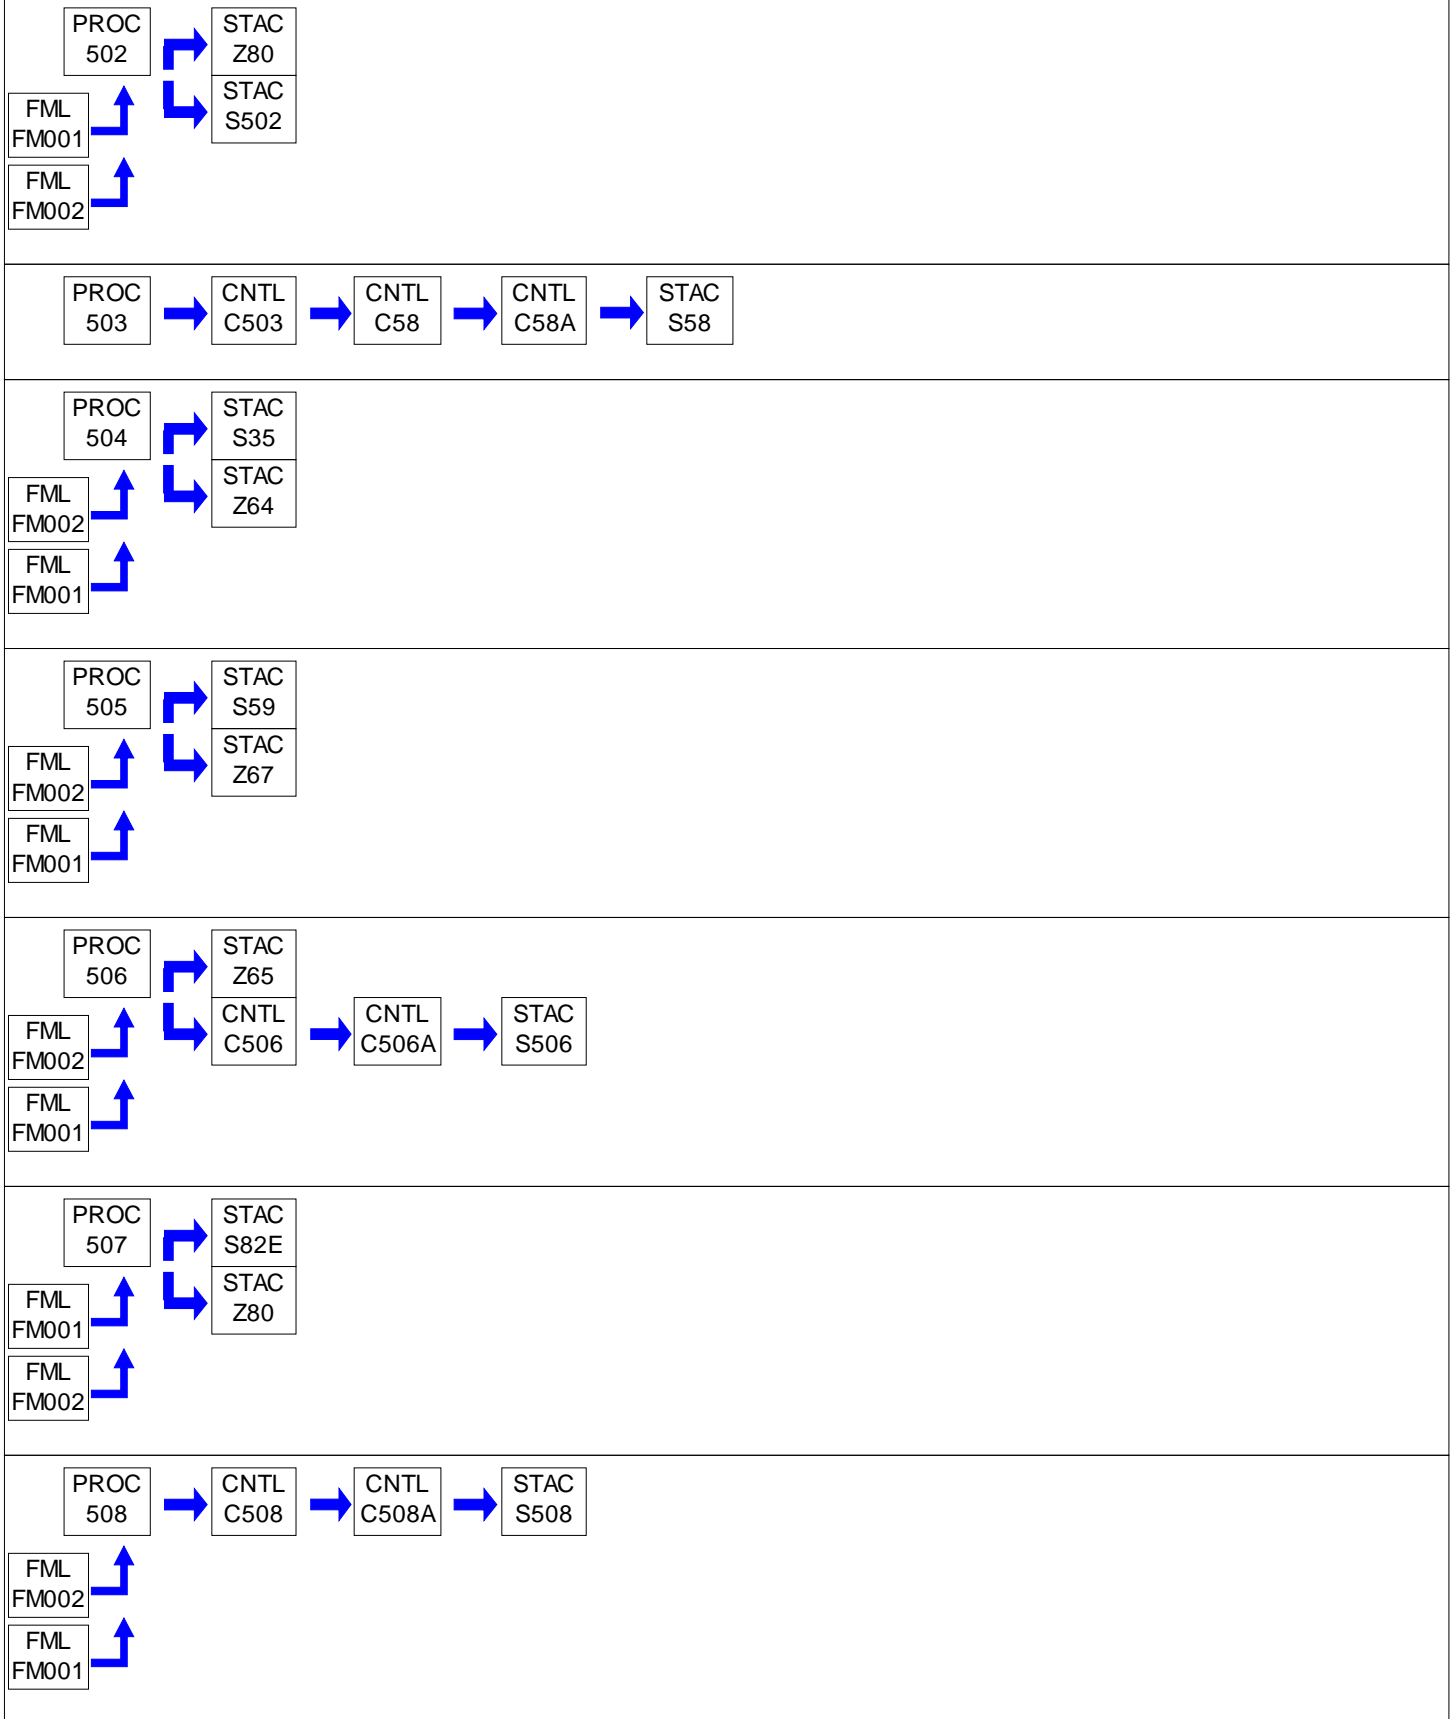 PROC
502
STAC
Z80
STAC
S502
FML
FM001
FML
FM002
PROC
503
CNTL
C503
CNTL
C58
CNTL
C58A
STAC
S58
PROC
504
STAC
S35
STAC
Z64
FML
FM002
FML
FM001
PROC
505
STAC
S59
STAC
Z67
FML
FM002
FML
FM001
PROC
506
STAC
Z65
CNTL
C506
CNTL
C506A
STAC
S506
FML
FM002
FML
FM001
PROC
507
STAC
S82E
STAC
Z80
FML
FM001
FML
FM002
PROC
508
CNTL
C508
CNTL
C508A
STAC
S508
FML
FM002
FML
FM001